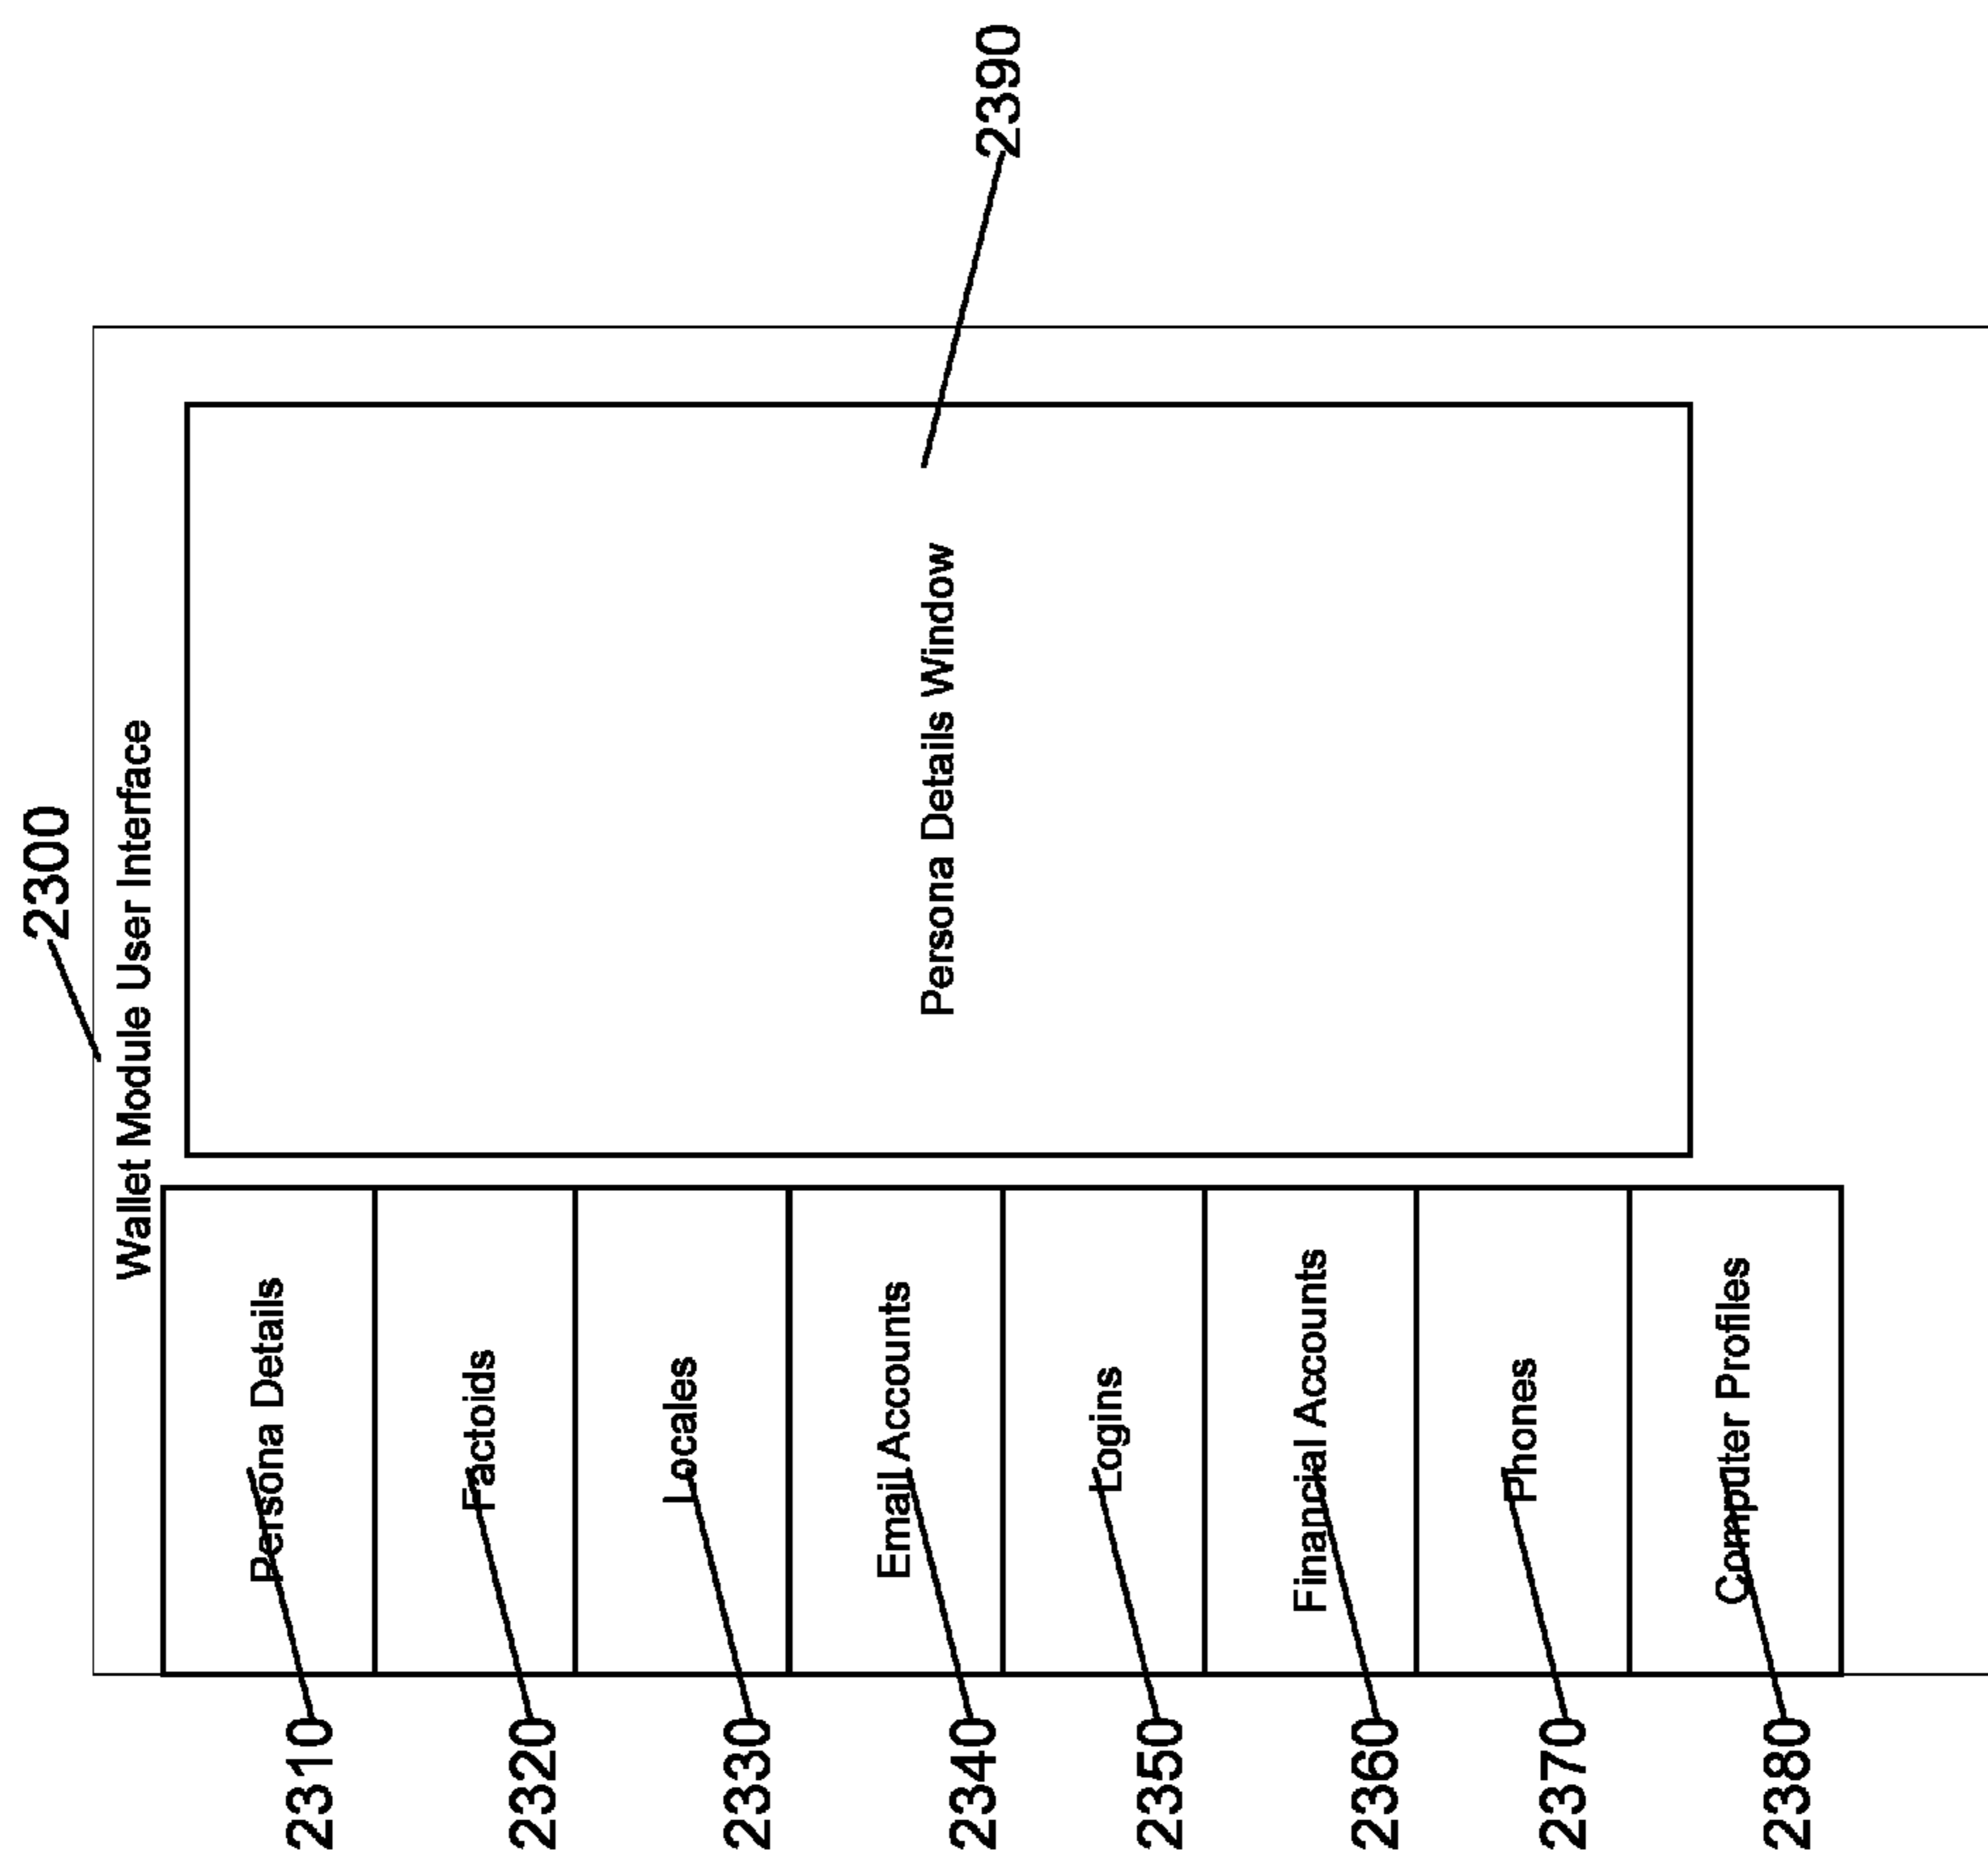 2300
Wallet Module User Interface
2310
Persona Details
2320
Factoids
2330
Locales
2340
Email Accounts
2350
Logins
2360
Financial Accounts
2370
Phones
2380
Computer Profiles
Persona Details Window
2390